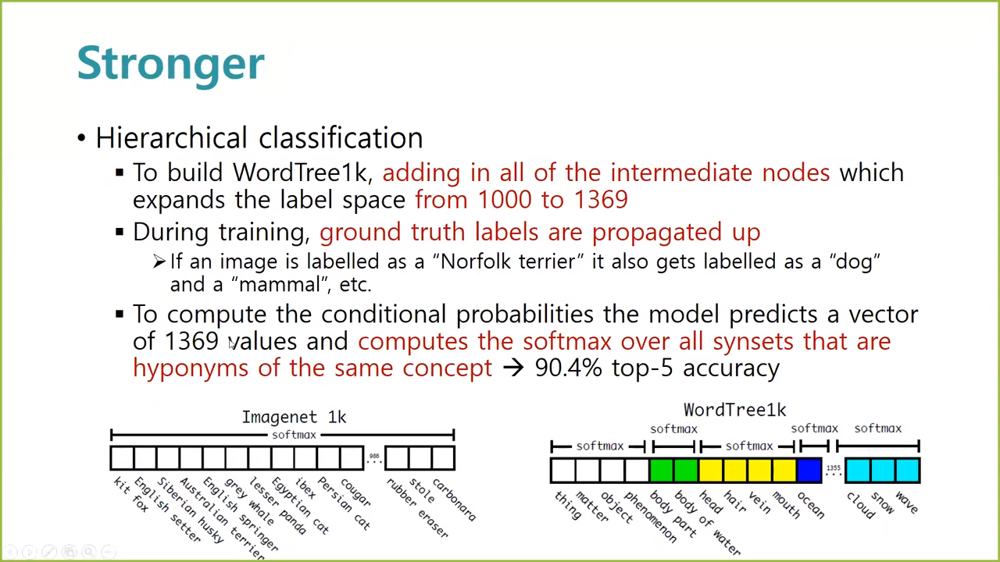 Stronger
• Hierarchical classification
▪ To build WordTree1k, adding in all of the intermediate nodes which
expands the label space from 1000 to 1369
▪ During training, ground truth labels are propagated up
➢ If an image is labelled as a “Norfolk terrier” it also gets labelled as a “dog”
and a “mammal”, etc.
▪ To compute the conditional probabilities the model predicts a vector
of 1369 values and computes the softmax over all synsets that are
hyponyms of the same concept → 90.4% top-5 accuracy
Imagenet 1k
softmax
986
...
kit fox
English setter
Siberian husky
Australian terrier
English springer
grey whale
lesser panda
Egyptian cat
ibex
Persian cat
cougar
rubber eraser
stole
carbonara
WordTree1k
softmax
softmax
softmax
softmax
softmax
1355
...
thing
matter
object
phenomenon
body part
body of water
head
hair
vein
mouth
ocean
cloud
snow
wave